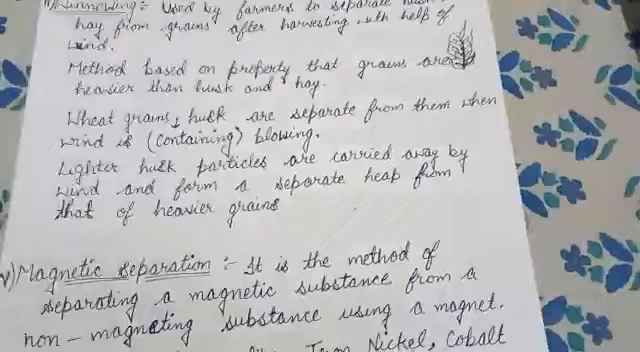 Winnowing :- Used by farmers to separate husk
hay from grains after harvesting with help of
wind.
Method based on property that grains are
heavier than husk and hay.
Wheat grains, husk are separate from them when
wind is (containing) blowing.
Lighter husk particles are carried away by
wind and form a separate heap from
that of heavier grains
v) Magnetic separation :- It is the method of
separating a magnetic substance from a
non-magneting substance using a magnet.
Iron Nickel, Cobalt